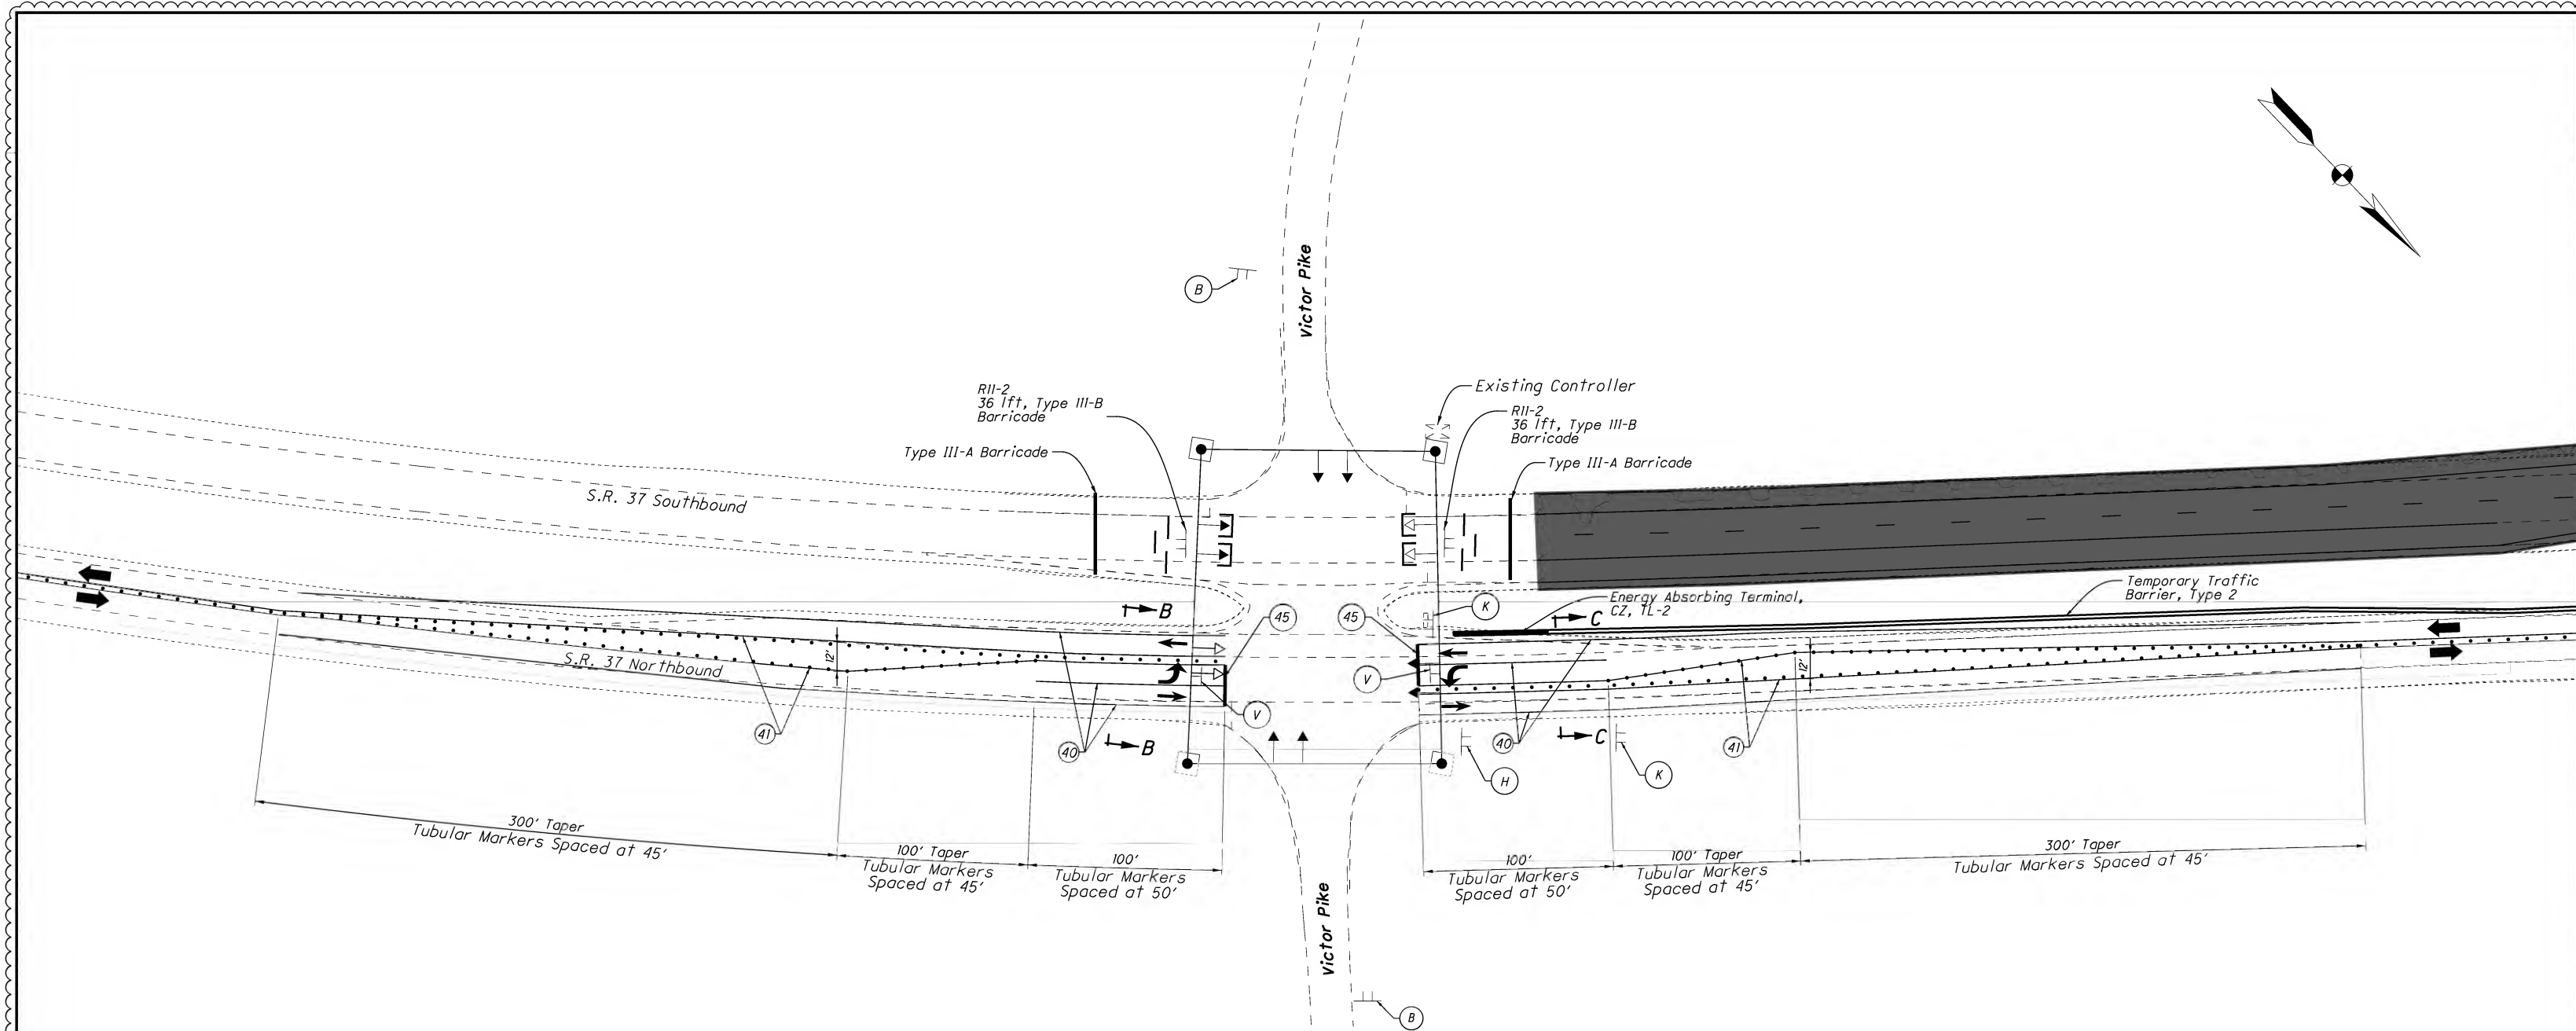 Victor Pike
B
R11-2
36 lft, Type III-B
Barricade
Existing Controller
R11-2
36 lft, Type III-B
Barricade
Type III-A Barricade
Type III-A Barricade
S.R. 37 Southbound
Temporary Traffic
Barrier, Type 2
Energy Absorbing Terminal,
CZ, TL-2
K
B
45
45
C
12'
S.R. 37 Northbound
12'
V
V
41
40
B
40
C
41
H
K
300' Taper
Tubular Markers Spaced at 45'
100' Taper
Tubular Markers
Spaced at 45'
100'
Tubular Markers
Spaced at 50'
100'
Tubular Markers
Spaced at 50'
100' Taper
Tubular Markers
Spaced at 45'
300' Taper
Tubular Markers Spaced at 45'
Victor Pike
B